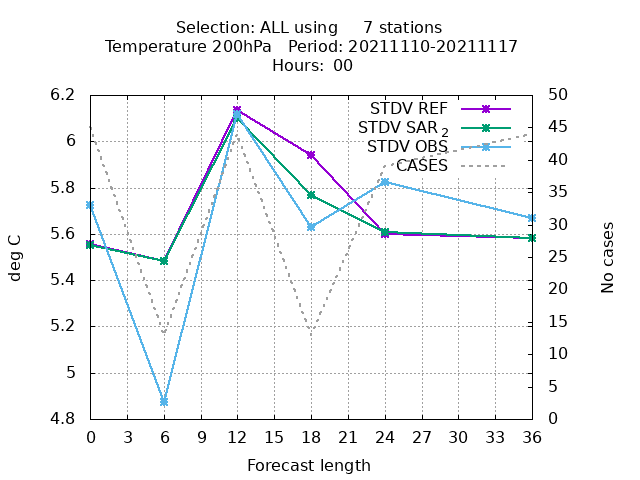 Selection: ALL using 7 stations
Temperature 200hPa Period: 20211110-20211117
Hours: 00
6.2
6
5.8
5.6
5.4
5.2
5
4.8
deg C
STDV REF
STDV SAR 2
STDV OBS
CASES
50
45
40
35
30
25
20
15
10
5
0
No cases
0 3 6 9 12 15 18 21 24 27 30 33 36
Forecast length